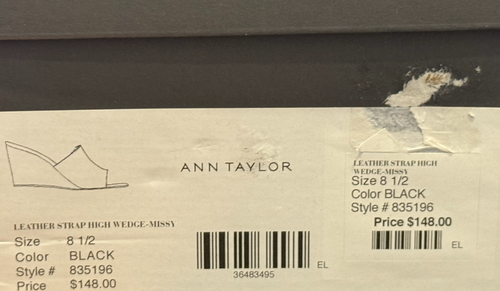 ANN TAYLOR
LEATHER STRAP HIGH WEDGE-MISSY
Size 8 1/2
Color BLACK
Style # 835196
Price $148.00
36483495
EL
LEATHER STRAP HIGH
WEDGE-MISSY
Size 8 1/2
Color BLACK
Style # 835196
Price $148.00
EL